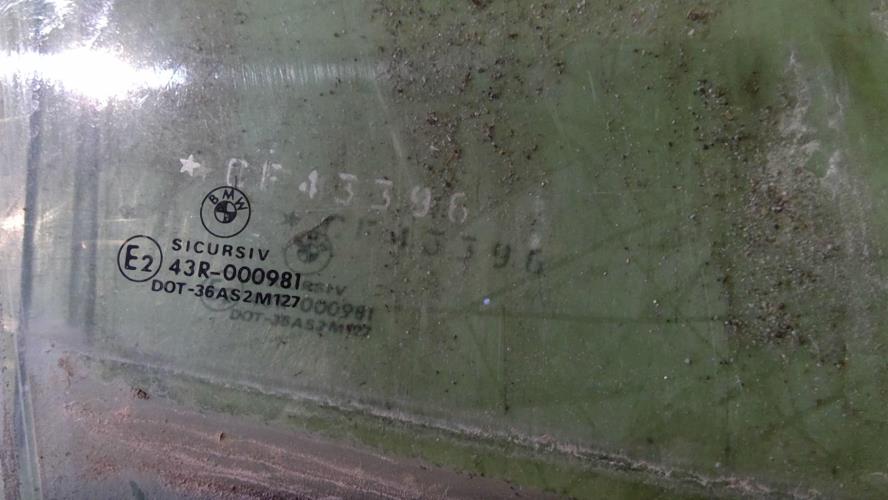 ★ CF43396
BMW
SICURSIV
E2 43R-000981
DOT-36AS2M127